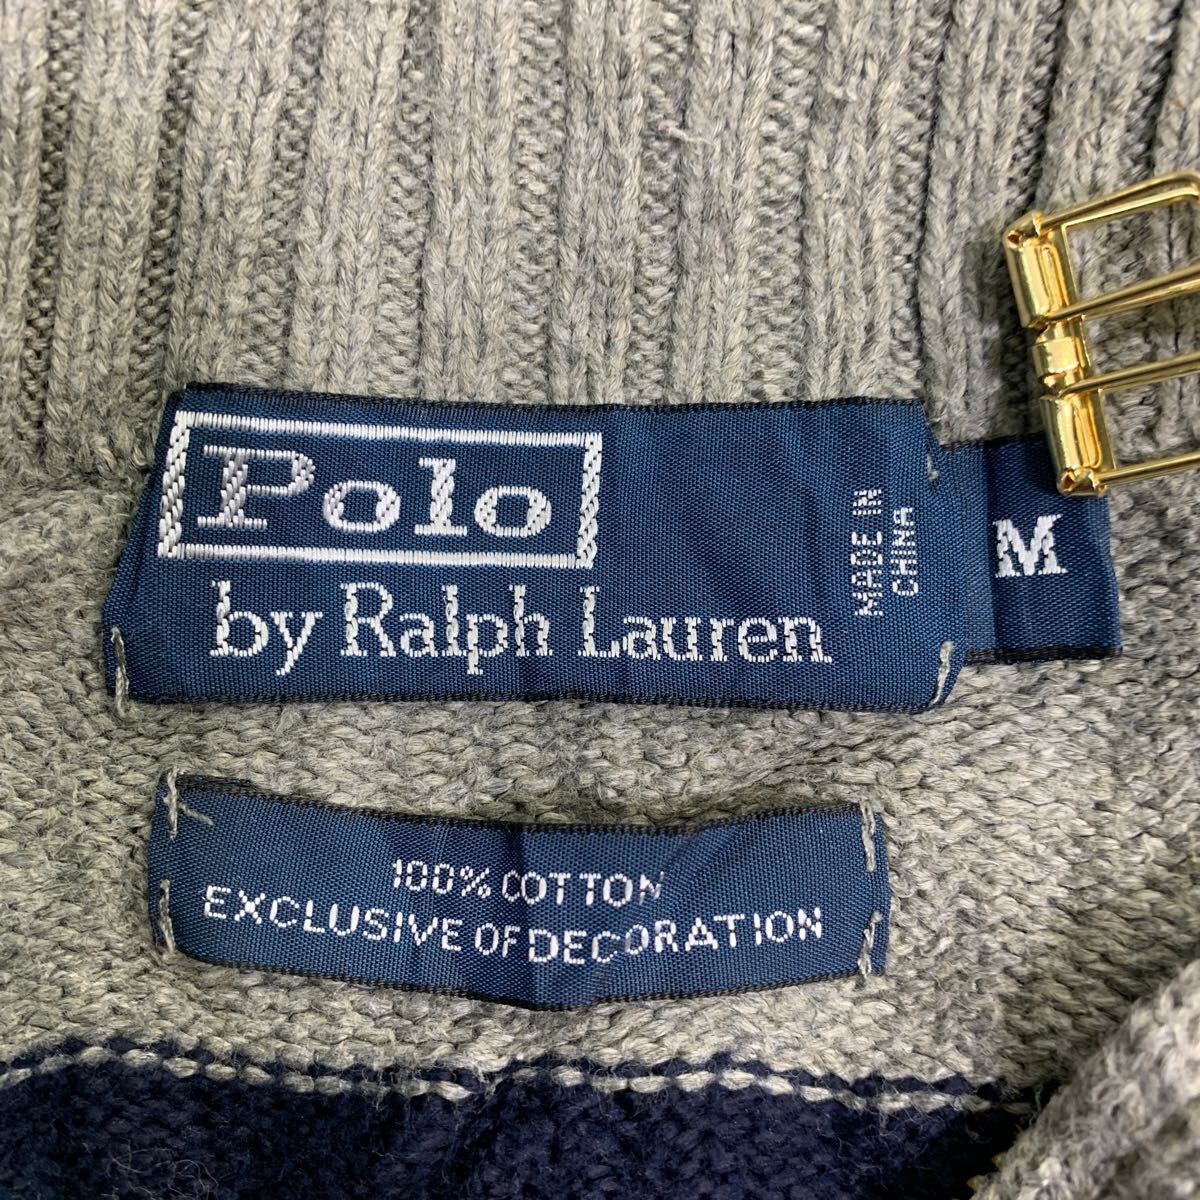 Polo
by Ralph Lauren
MADE IN
CHINA
M
100% COTTON
EXCLUSIVE OF DECORATION